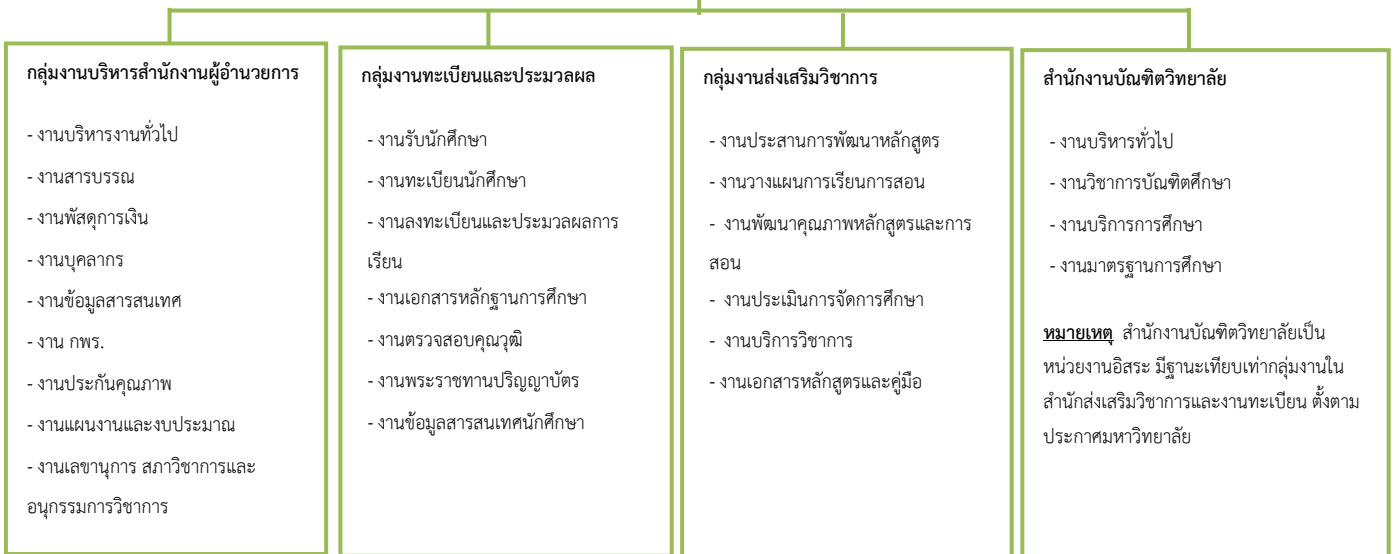 กลุ่มงานบริหารสำนักงานผู้อำนวยการ
- งานบริหารงานทั่วไป
- งานสารบรรณ
- งานพัสดุการเงิน
- งานบุคลากร
- งานข้อมูลสารสนเทศ
- งาน กพร.
- งานประกันคุณภาพ
- งานแผนงานและงบประมาณ
- งานเลขานุการ สภาวิชาการและ
อนุกรรมการวิชาการ
กลุ่มงานทะเบียนและประมวลผล
- งานรับนักศึกษา
- งานทะเบียนนักศึกษา
- งานลงทะเบียนและประมวลผลการ
เรียน
- งานเอกสารหลักฐานการศึกษา
- งานตรวจสอบคุณวุฒิ
- งานพระราชทานปริญญาบัตร
- งานข้อมูลสารสนเทศนักศึกษา
กลุ่มงานส่งเสริมวิชาการ
- งานประสานการพัฒนาหลักสูตร
- งานวางแผนการเรียนการสอน
- งานพัฒนาคุณภาพหลักสูตรและการ
สอน
- งานประเมินการจัดการศึกษา
- งานบริการวิชาการ
- งานเอกสารหลักสูตรและคู่มือ
สำนักงานบัณฑิตวิทยาลัย
- งานบริหารทั่วไป
- งานวิชาการบัณฑิตศึกษา
- งานบริการการศึกษา
- งานมาตรฐานการศึกษา
หมายเหตุ สำนักงานบัณฑิตวิทยาลัยเป็น
หน่วยงานอิสระ มีฐานะเทียบเท่ากลุ่มงานใน
สำนักส่งเสริมวิชาการและงานทะเบียน ตั้งตาม
ประกาศมหาวิทยาลัย